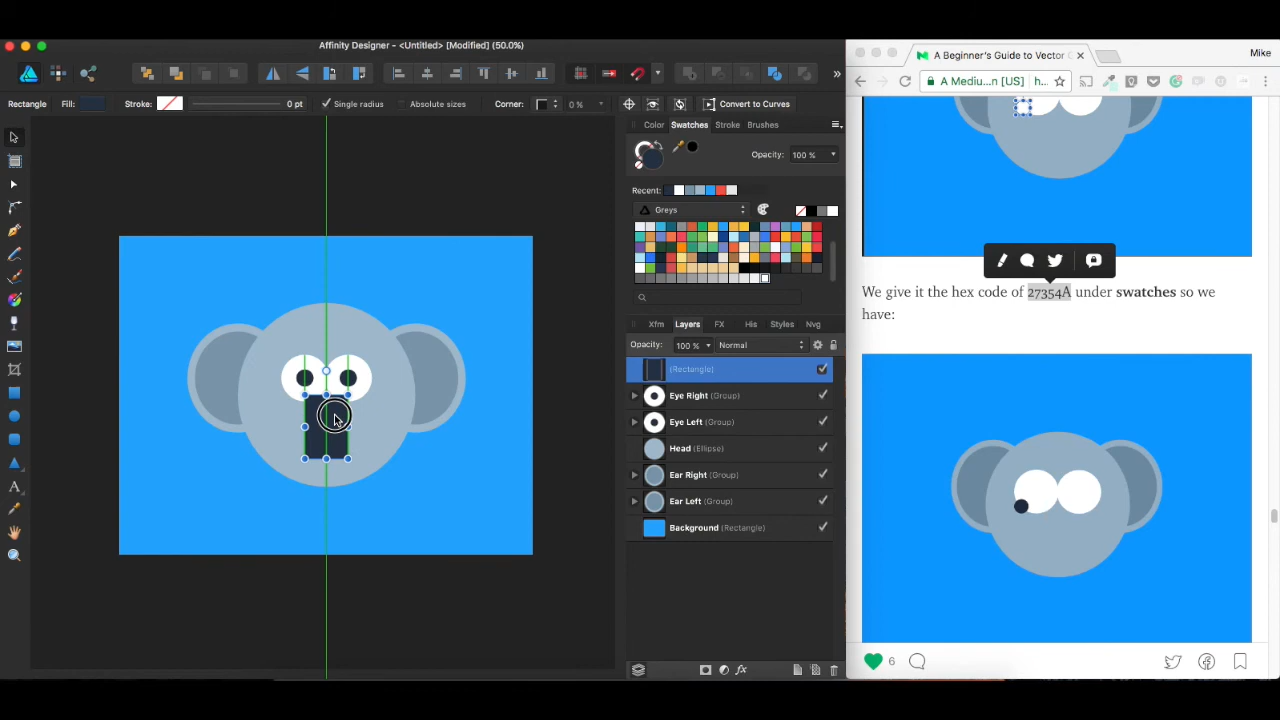 Affinity Designer - <Untitled> [Modified] (50.0%)
Rectangle Fill: Stroke: 0 pt Single radius Absolute sizes Corner: 0 % Convert to Curves
Color Swatches Stroke Brushes
Opacity: 100 %
Recent:
Greys
Xfm Layers FX His Styles Nvg
Opacity: 100 % Normal
(Rectangle)
Eye Right (Group)
Eye Left (Group)
Head (Ellipse)
Ear Right (Group)
Ear Left (Group)
Background (Rectangle)
A Beginner's Guide to Vector
Mike
A Mediu...n [US] h...
We give it the hex code of 27354A under swatches so we
have:
6